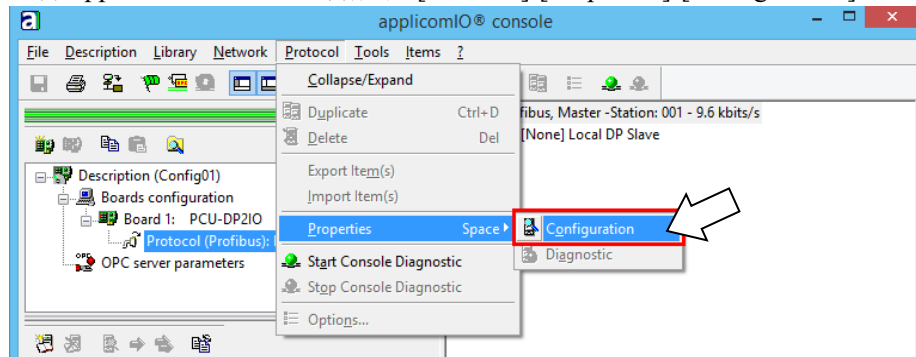 applicomIO® console
File Description Library Network Protocol Tools Items ?
Collapse/Expand
Duplicate Ctrl+D
Delete Del
Export Item(s)
Import Item(s)
Properties Space
Configuration
Diagnostic
Start Console Diagnostic
Stop Console Diagnostic
Options...
fibus, Master -Station: 001 - 9.6 kbits/s
[None] Local DP Slave
Description (Config01)
Boards configuration
Board 1: PCU-DP2IO
Protocol (Profibus):
OPC server parameters